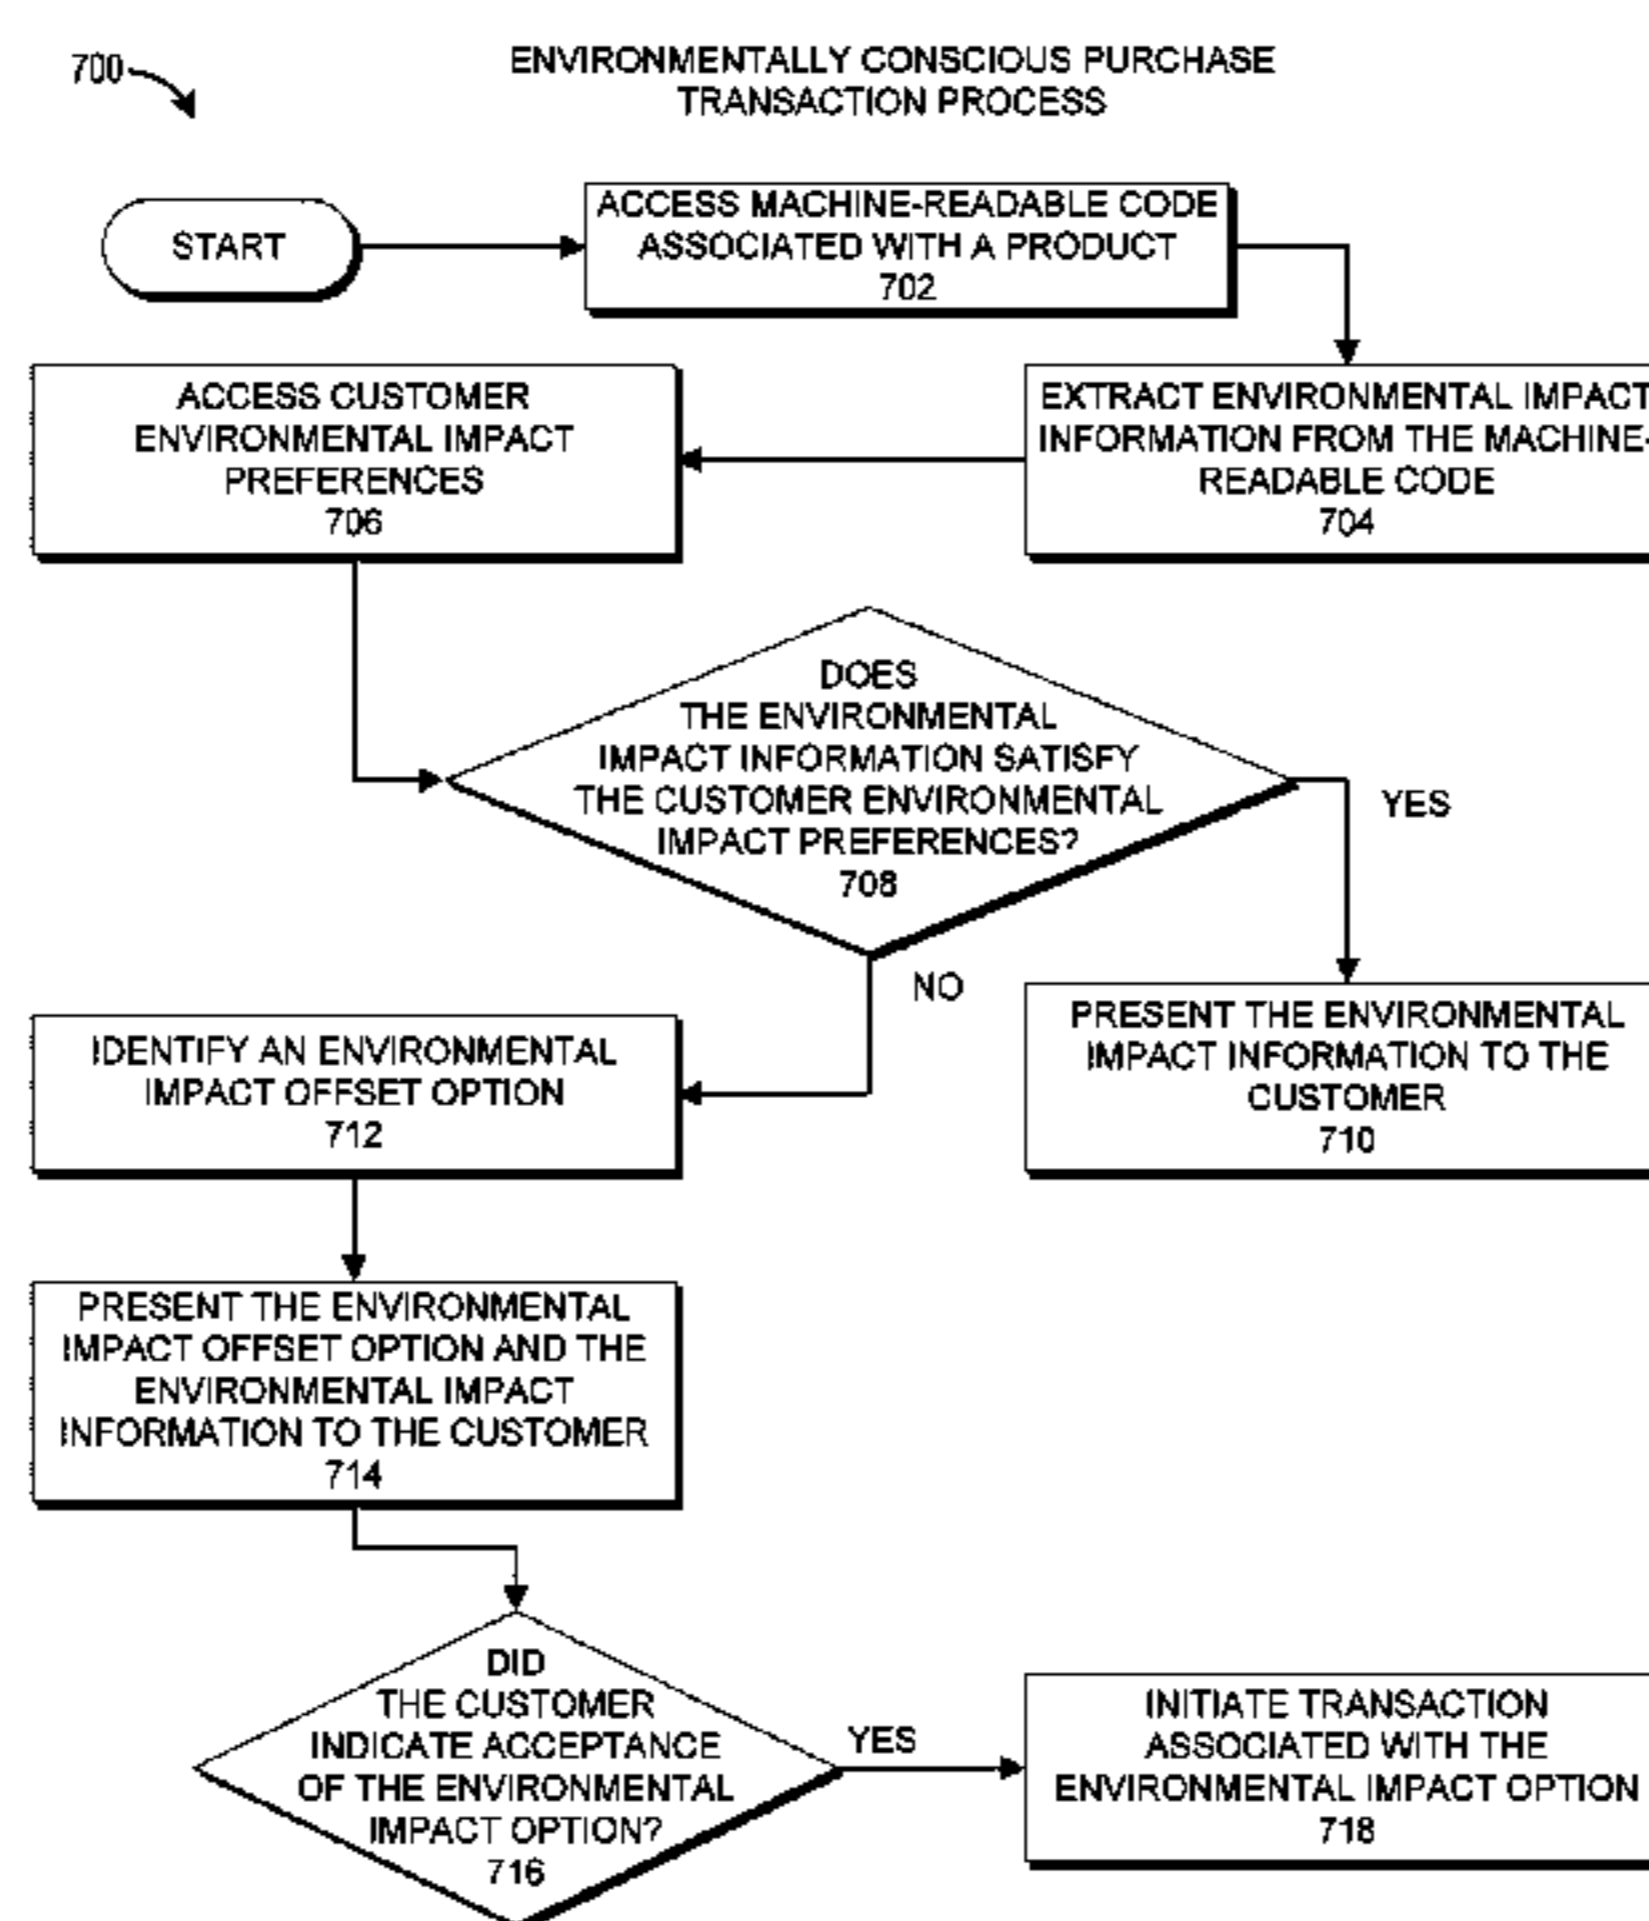 700
ENVIRONMENTALLY CONSCIOUS PURCHASE
TRANSACTION PROCESS
START
ACCESS MACHINE-READABLE CODE
ASSOCIATED WITH A PRODUCT
702
EXTRACT ENVIRONMENTAL IMPACT
INFORMATION FROM THE MACHINE-
READABLE CODE
704
ACCESS CUSTOMER
ENVIRONMENTAL IMPACT
PREFERENCES
706
DOES
THE ENVIRONMENTAL
IMPACT INFORMATION SATISFY
THE CUSTOMER ENVIRONMENTAL
IMPACT PREFERENCES?
708
YES
NO
PRESENT THE ENVIRONMENTAL
IMPACT INFORMATION TO THE
CUSTOMER
710
IDENTIFY AN ENVIRONMENTAL
IMPACT OFFSET OPTION
712
PRESENT THE ENVIRONMENTAL
IMPACT OFFSET OPTION AND THE
ENVIRONMENTAL IMPACT
INFORMATION TO THE CUSTOMER
714
DID
THE CUSTOMER
INDICATE ACCEPTANCE
OF THE ENVIRONMENTAL
IMPACT OPTION?
716
YES
INITIATE TRANSACTION
ASSOCIATED WITH THE
ENVIRONMENTAL IMPACT OPTION
718